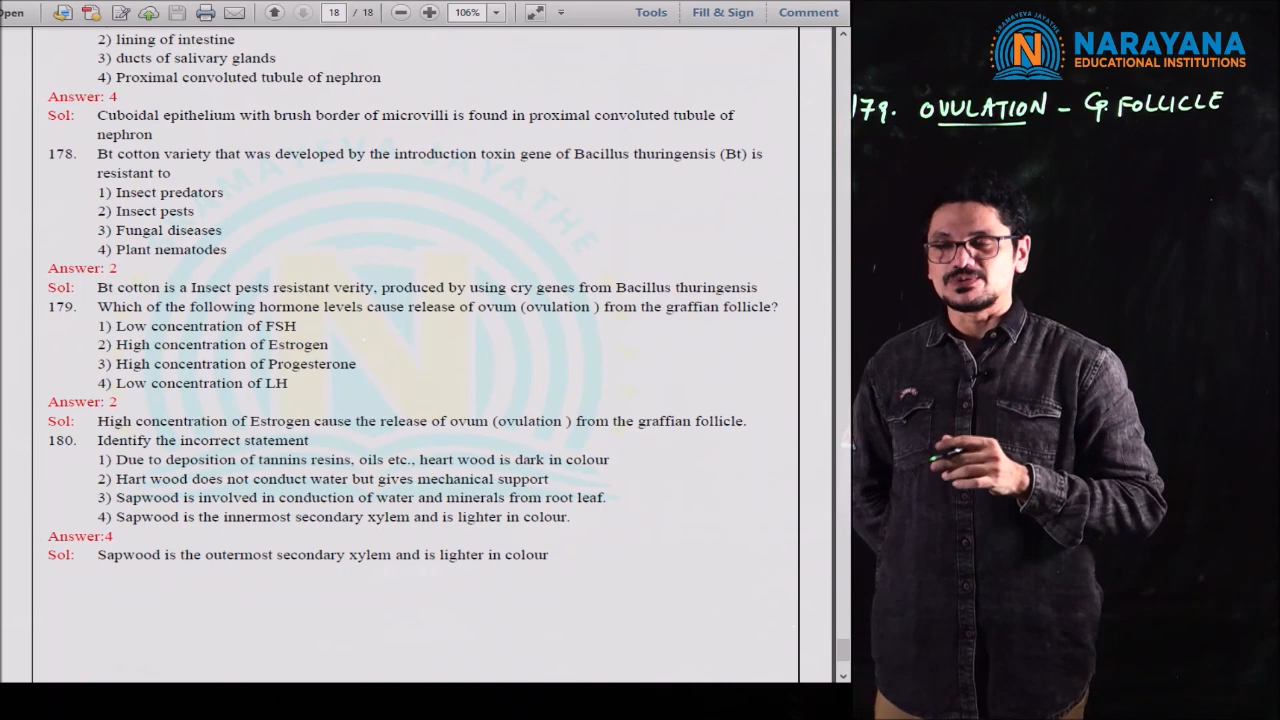 Open
18 / 18
106%
Tools
Fill & Sign
Comment
2) lining of intestine
3) ducts of salivary glands
4) Proximal convoluted tubule of nephron
Answer: 4
Sol: Cuboidal epithelium with brush border of microvilli is found in proximal convoluted tubule of
nephron
178. Bt cotton variety that was developed by the introduction toxin gene of Bacillus thuringensis (Bt) is
resistant to
1) Insect predators
2) Insect pests
3) Fungal diseases
4) Plant nematodes
Answer: 2
Sol: Bt cotton is a Insect pests resistant verity, produced by using cry genes from Bacillus thuringensis
179. Which of the following hormone levels cause release of ovum (ovulation ) from the graffian follicle?
1) Low concentration of FSH
2) High concentration of Estrogen
3) High concentration of Progesterone
4) Low concentration of LH
Answer: 2
Sol: High concentration of Estrogen cause the release of ovum (ovulation ) from the graffian follicle.
180. Identify the incorrect statement
1) Due to deposition of tannins resins, oils etc., heart wood is dark in colour
2) Hart wood does not conduct water but gives mechanical support
3) Sapwood is involved in conduction of water and minerals from root leaf.
4) Sapwood is the innermost secondary xylem and is lighter in colour.
Answer:4
Sol: Sapwood is the outermost secondary xylem and is lighter in colour
N
NARAYANA
EDUCATIONAL INSTITUTIONS
179. OVULATION - G. FOLLICLE